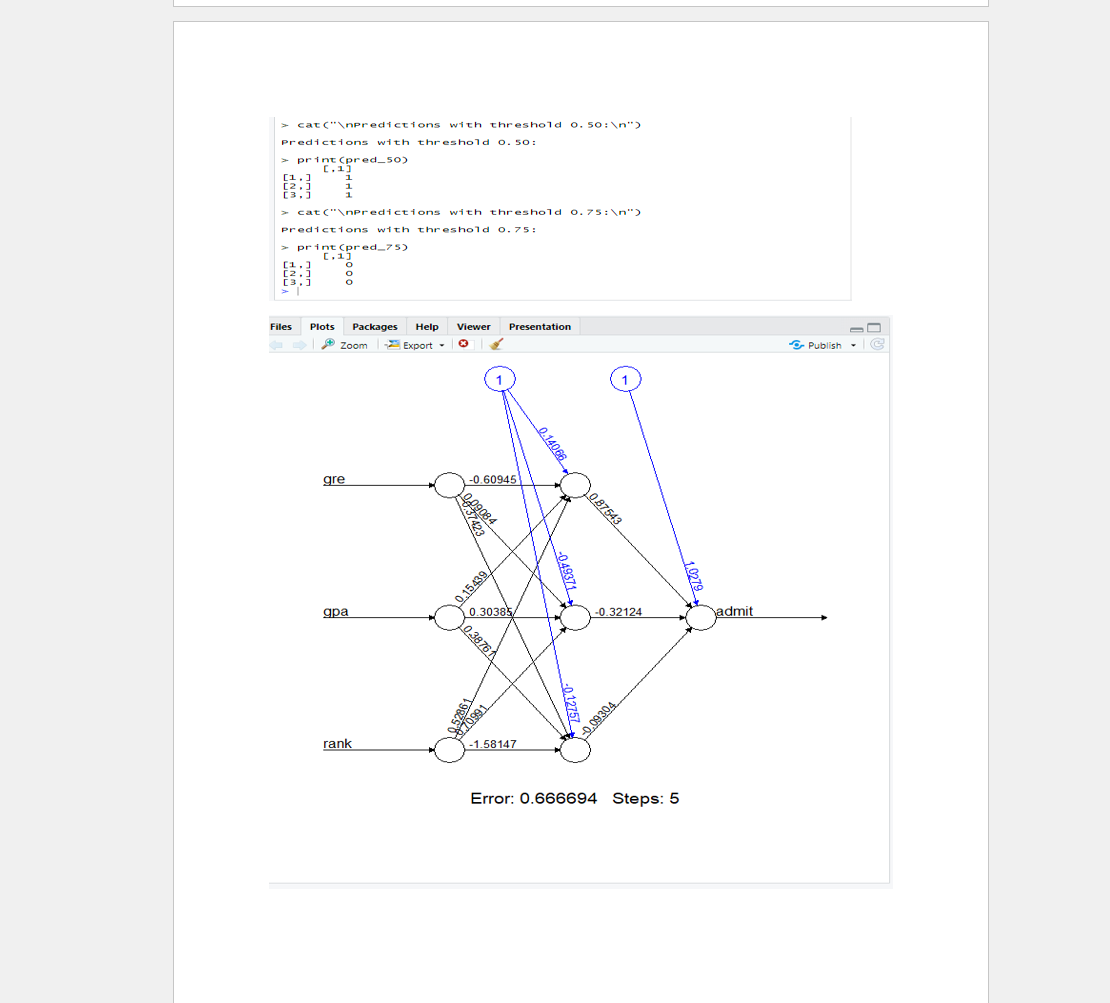 > cat("\nPredictions with threshold 0.50:\n")
Predictions with threshold 0.50:
> print(pred_50)
[,1]
[1,] 1
[2,] 1
[3,] 1
> cat("\nPredictions with threshold 0.75:\n")
Predictions with threshold 0.75:
> print(pred_75)
[,1]
[1,] 0
[2,] 0
[3,] 0
>
Files Plots Packages Help Viewer Presentation
Zoom Export Publish
1 1
0.14066
gre -0.60945
0.09084 0.87543
0.37423
-0.49371 1.0279
0.15439
gpa 0.30385 -0.32124 admit
0.38761
-0.12757
0.52861 -0.09304
0.70991
rank -1.58147
Error: 0.666694 Steps: 5